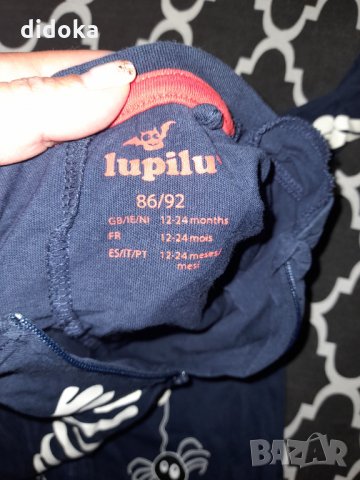 didoka
lupilu
86/92
GB/IE/NI 12-24 months
FR 12-24 mois
ES/IT/PT 12-24 meses/
mesi
BAZAR